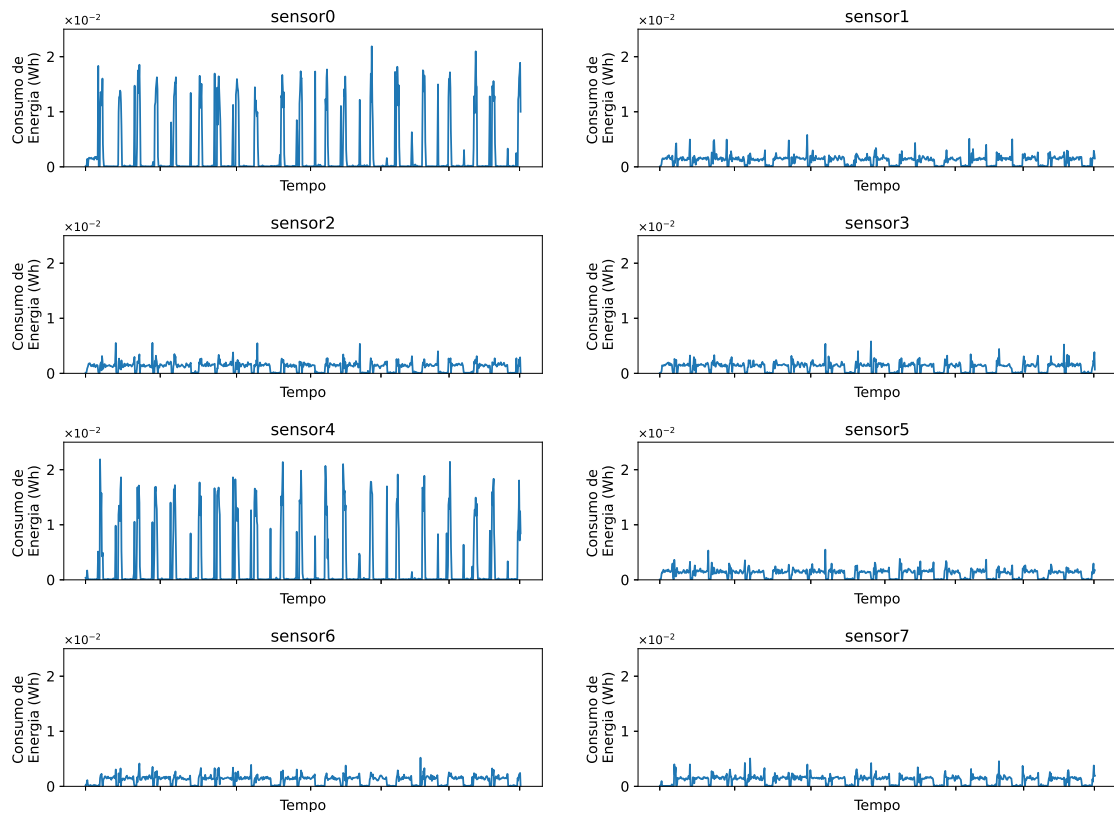 sensor0
×10⁻²
Consumo de
Energia (Wh)
2
1
0
Tempo
sensor1
×10⁻²
Consumo de
Energia (Wh)
2
1
0
Tempo
sensor2
×10⁻²
Consumo de
Energia (Wh)
2
1
0
Tempo
sensor3
×10⁻²
Consumo de
Energia (Wh)
2
1
0
Tempo
sensor4
×10⁻²
Consumo de
Energia (Wh)
2
1
0
Tempo
sensor5
×10⁻²
Consumo de
Energia (Wh)
2
1
0
Tempo
sensor6
×10⁻²
Consumo de
Energia (Wh)
2
1
0
Tempo
sensor7
×10⁻²
Consumo de
Energia (Wh)
2
1
0
Tempo